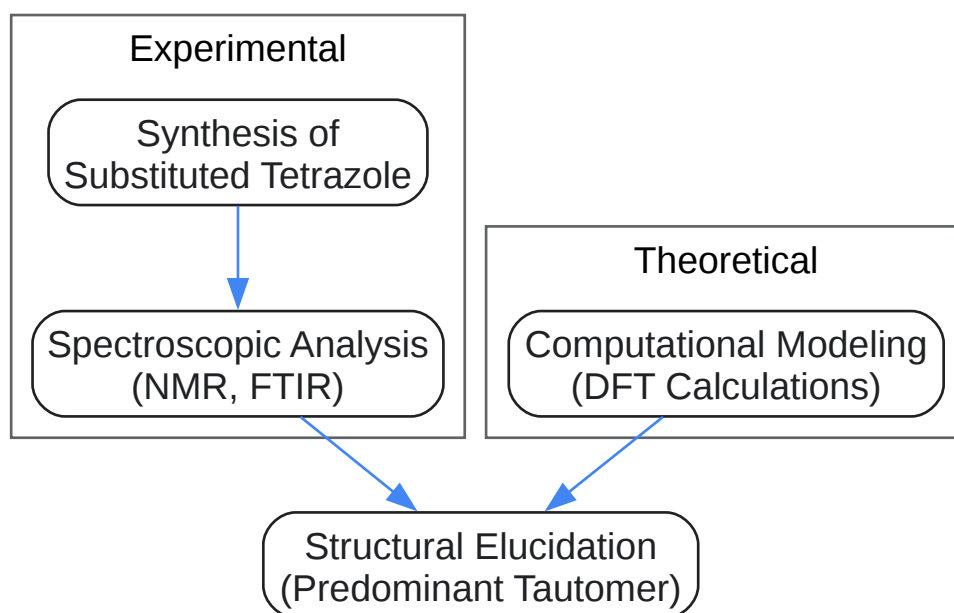 Experimental
Synthesis of
Substituted Tetrazole
Spectroscopic Analysis
(NMR, FTIR)
Theoretical
Computational Modeling
(DFT Calculations)
Structural Elucidation
(Predominant Tautomer)